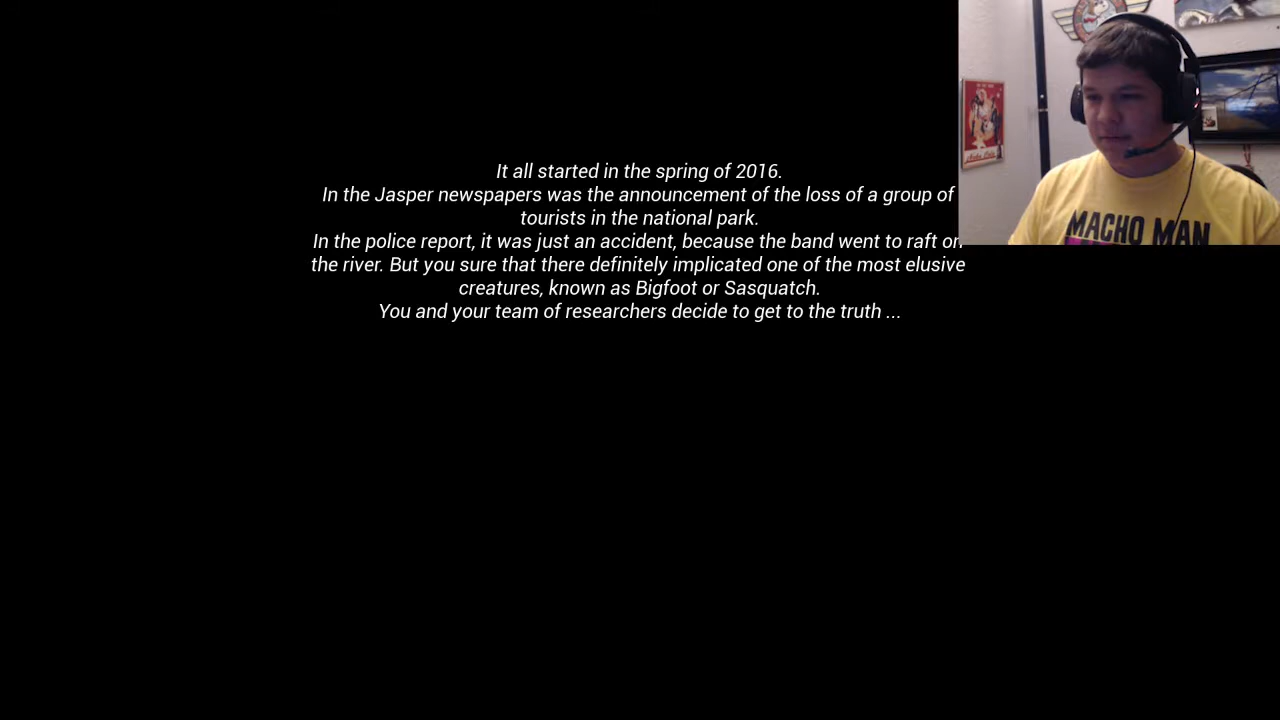 It all started in the spring of 2016.
In the Jasper newspapers was the announcement of the loss of a group of
tourists in the national park.
In the police report, it was just an accident, because the band went to raft on
the river. But you sure that there definitely implicated one of the most elusive
creatures, known as Bigfoot or Sasquatch.
You and your team of researchers decide to get to the truth ...
MACHO MAN